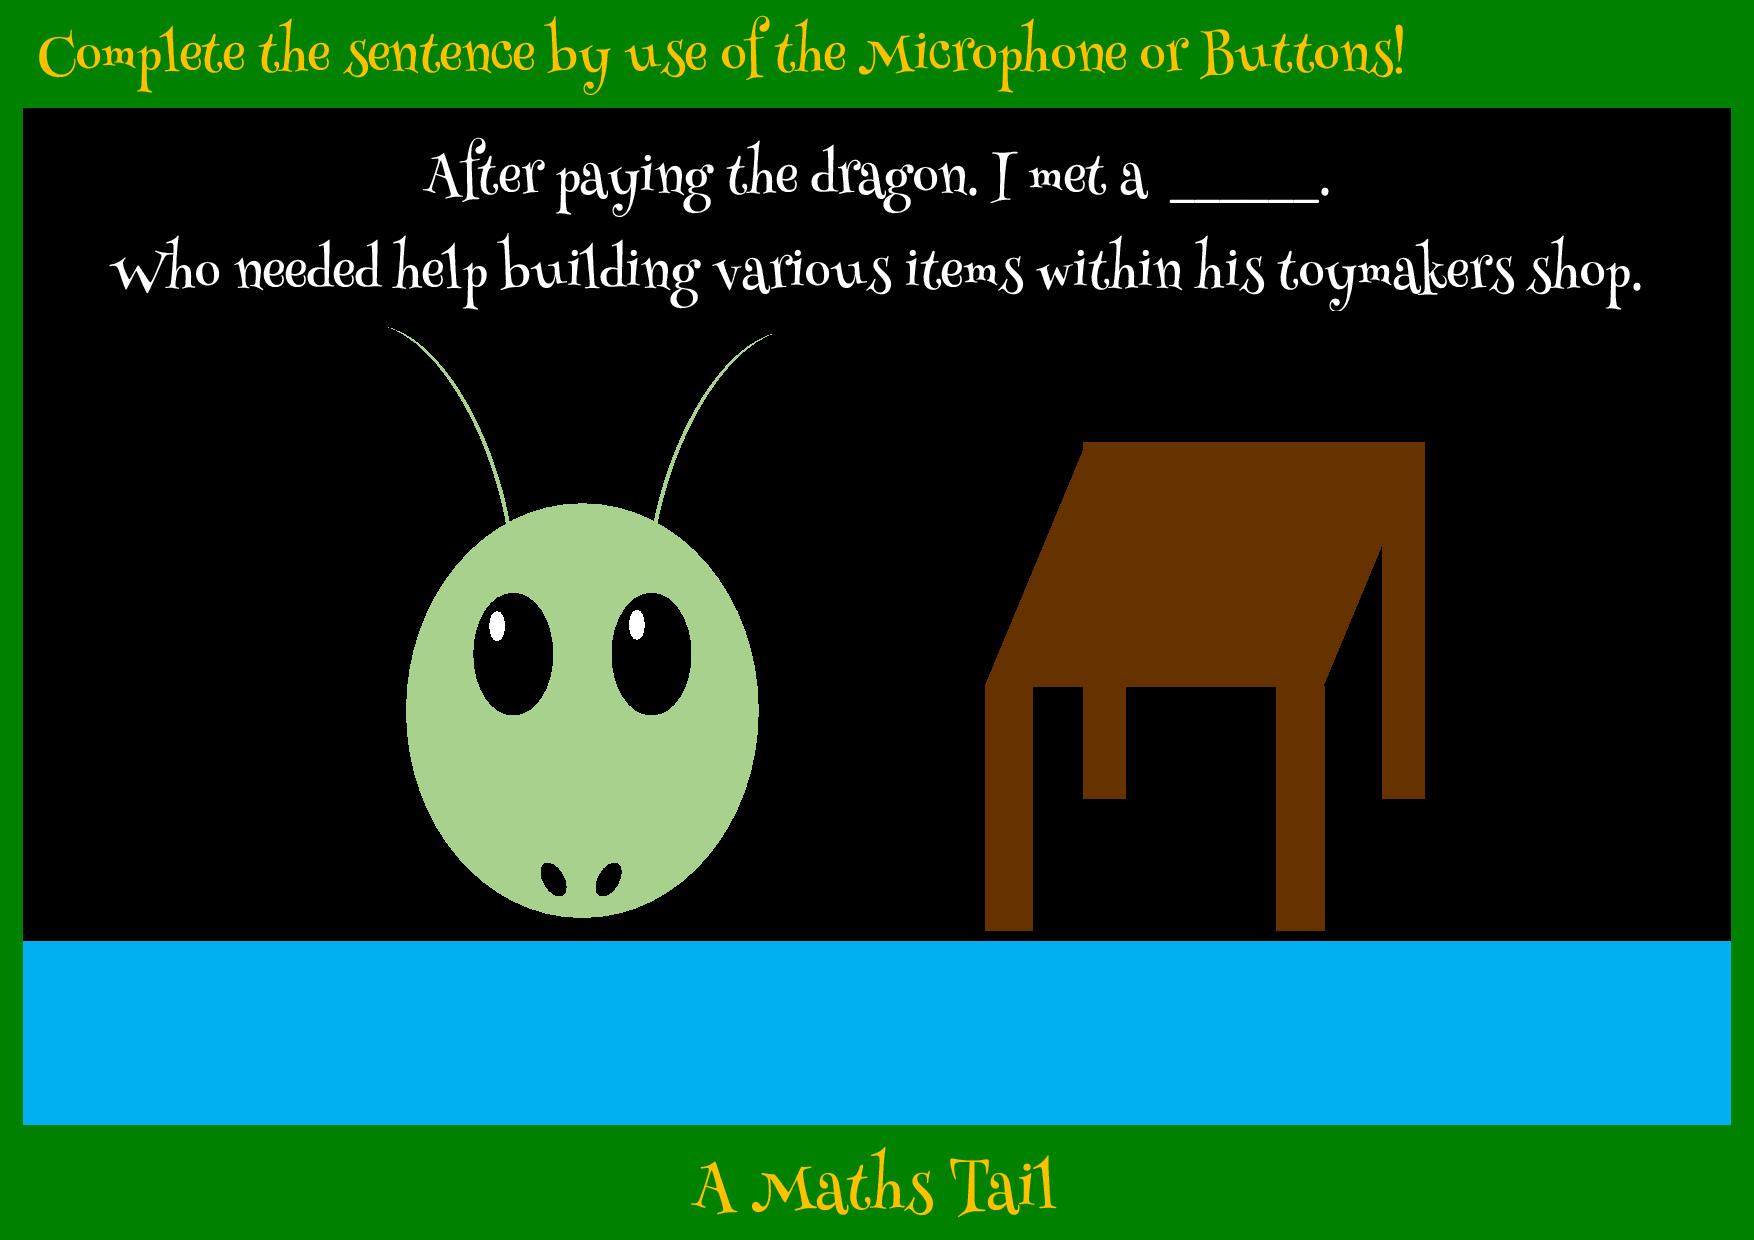 Complete the sentence by use of the Microphone or Buttons!
After paying the dragon. I met a ______.
Who needed help building various items within his toymakers shop.
A Maths Tail